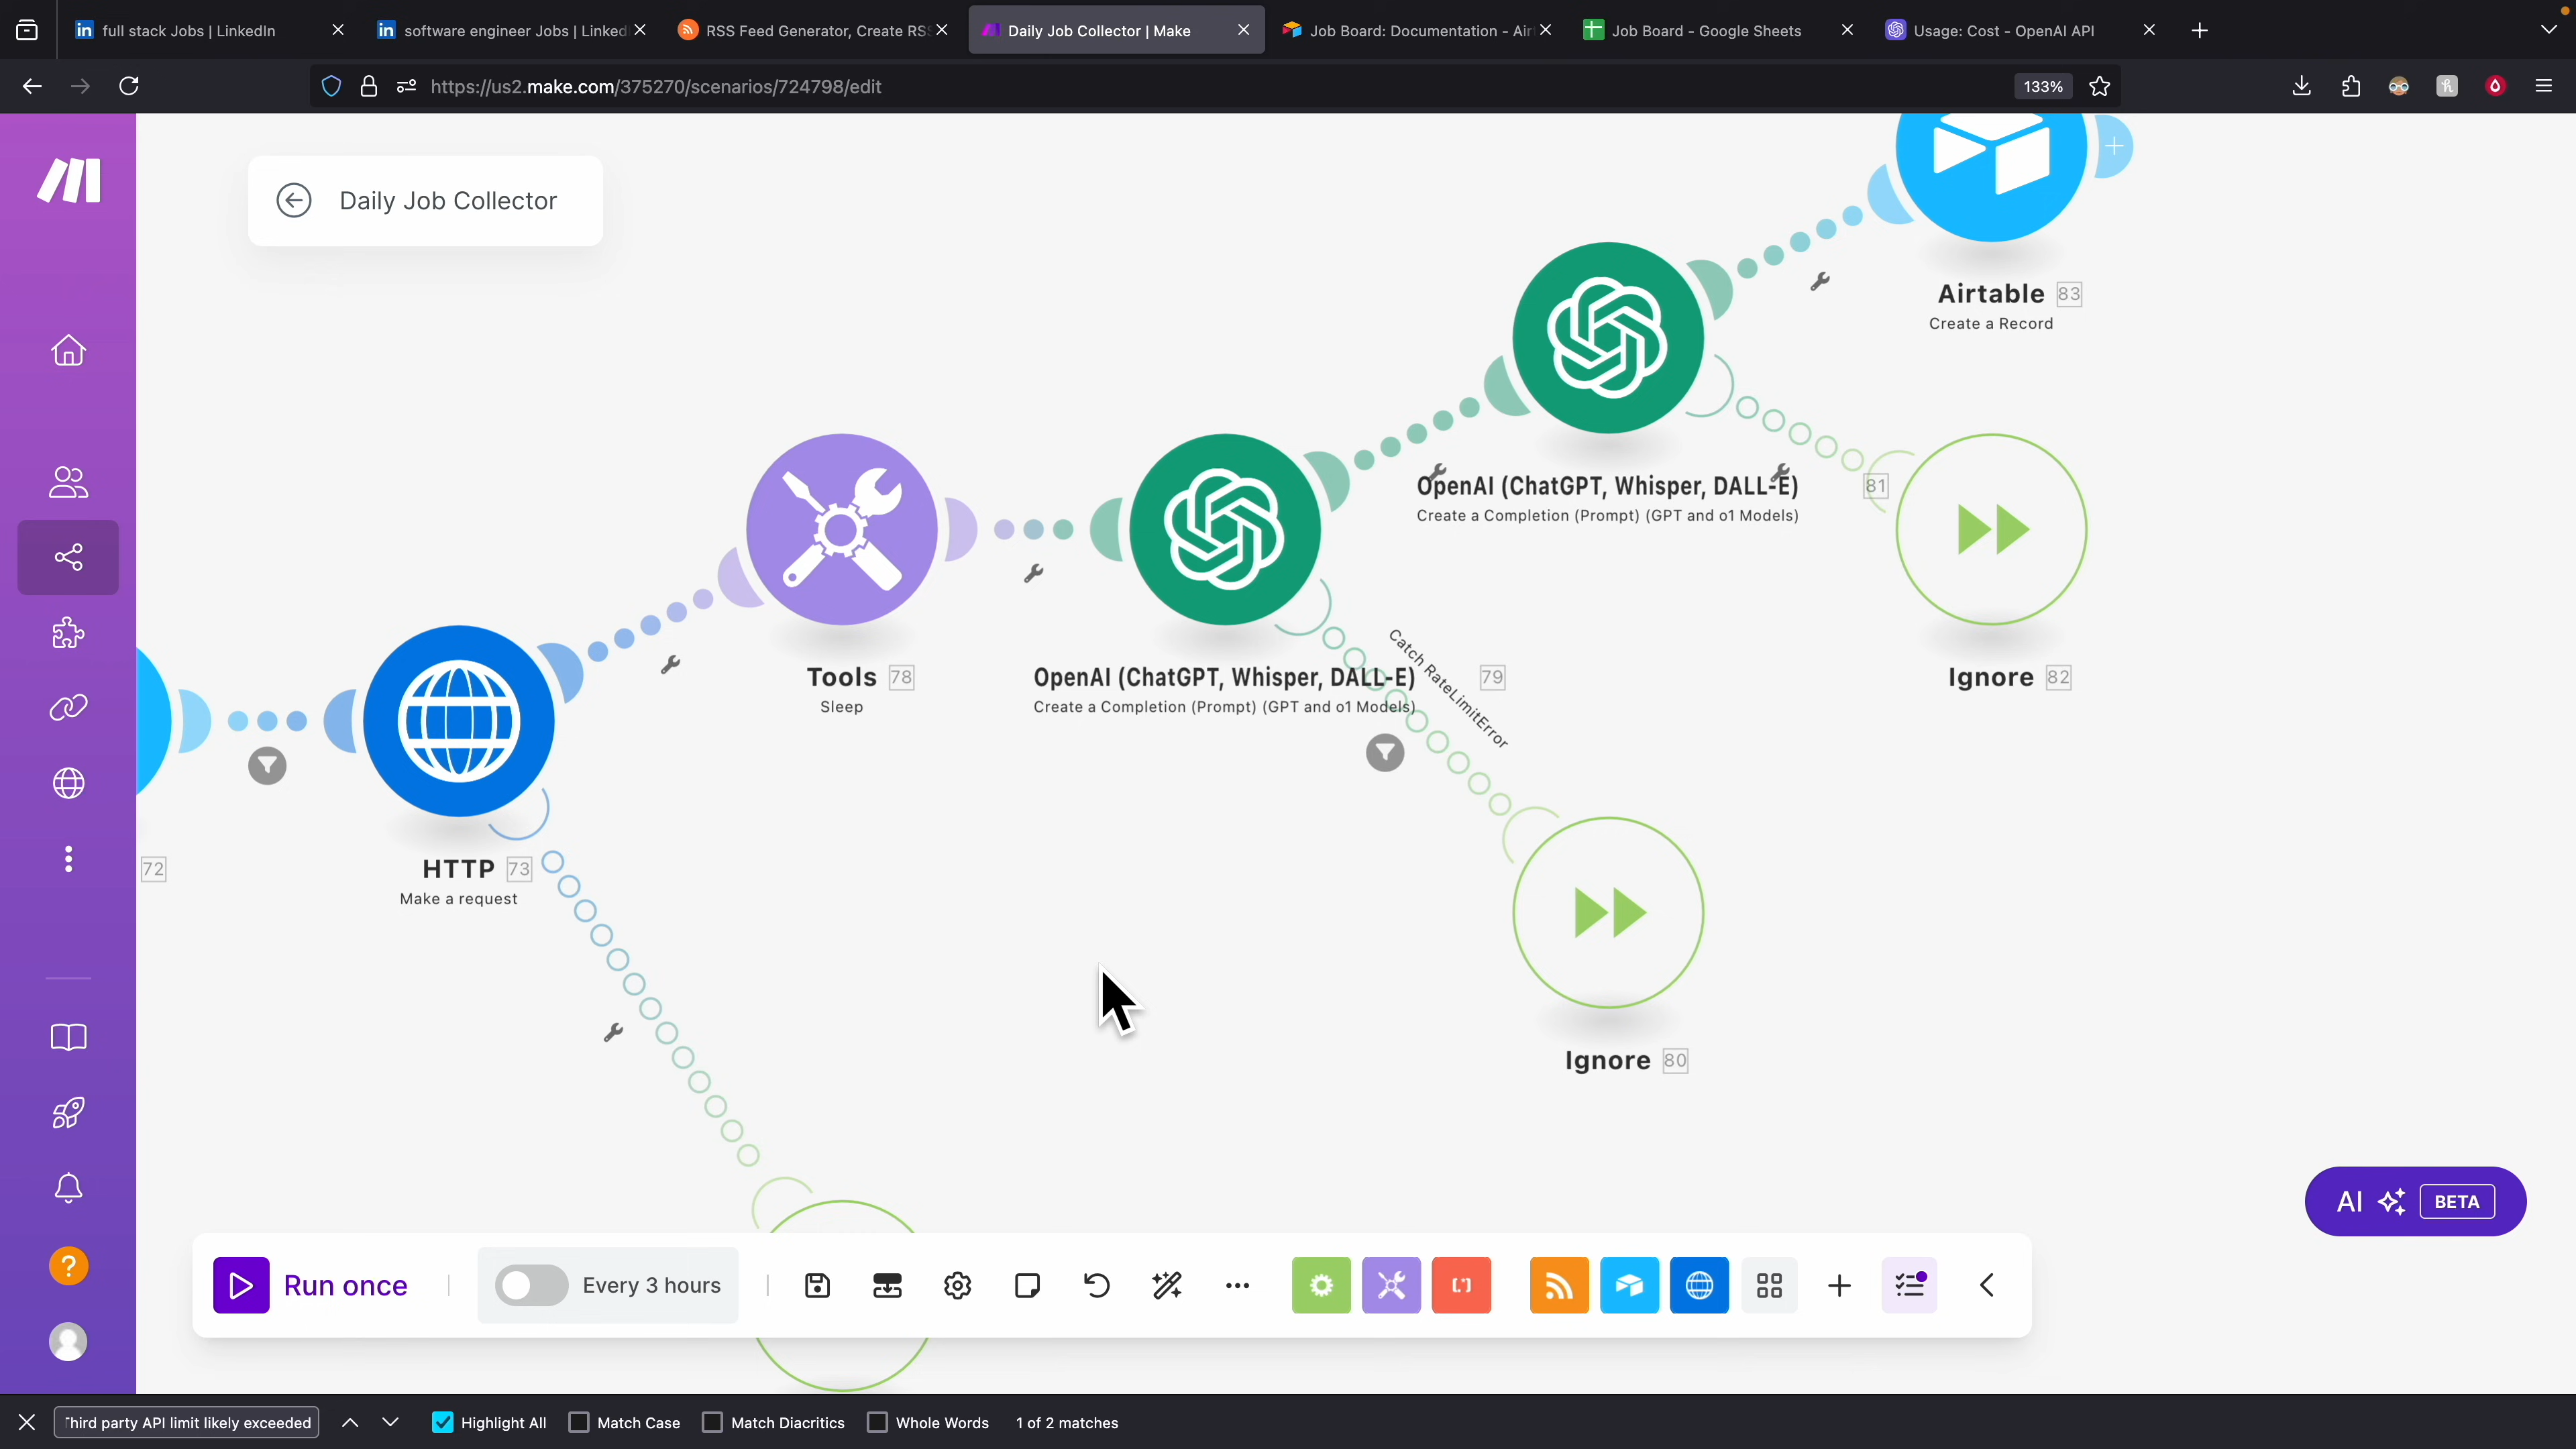 full stack Jobs | LinkedIn
software engineer Jobs | Linked
RSS Feed Generator, Create RS
Daily Job Collector | Make
Job Board: Documentation - Air
Job Board - Google Sheets
Usage: Cost - OpenAI API
https://us2.make.com/375270/scenarios/724798/edit
133%
Daily Job Collector
Airtable 83
Create a Record
OpenAI (ChatGPT, Whisper, DALL-E) 81
Create a Completion (Prompt) (GPT and o1 Models)
Tools 78
Sleep
OpenAI (ChatGPT, Whisper, DALL-E) 79
Create a Completion (Prompt) (GPT and o1 Models)
Catch RateLimitError
Ignore 82
72
HTTP 73
Make a request
Ignore 80
AI BETA
Run once
Every 3 hours
hird party API limit likely exceeded
Highlight All
Match Case
Match Diacritics
Whole Words
1 of 2 matches